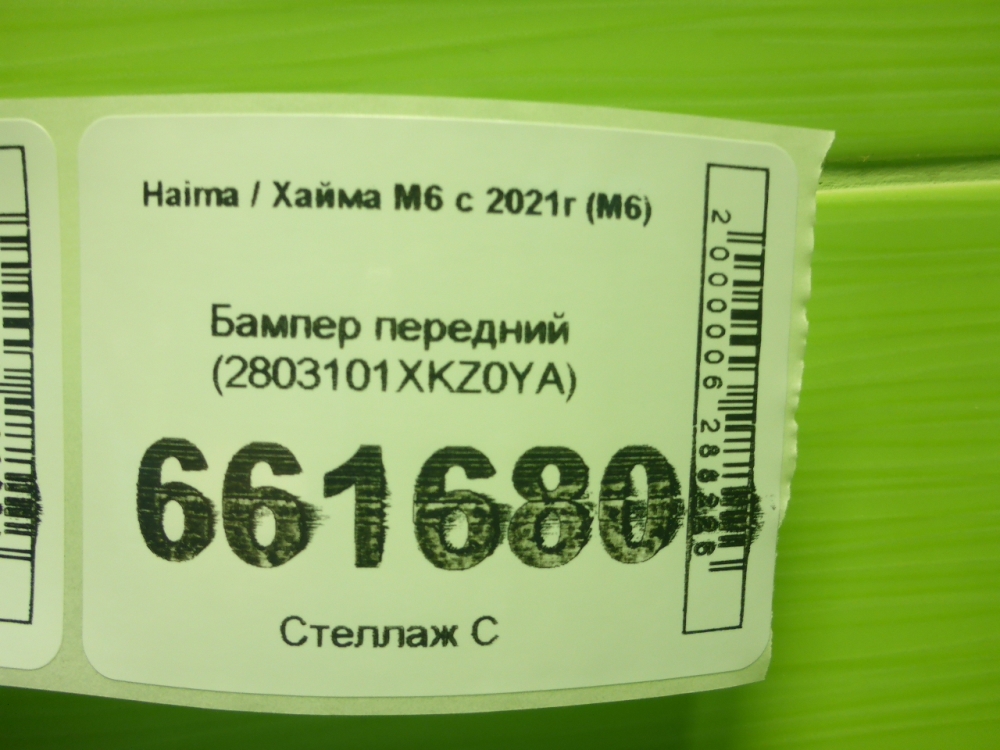 Haima / Хайма М6 с 2021г (М6)
Бампер передний
(2803101XKZ0YA)
661680
Стеллаж С